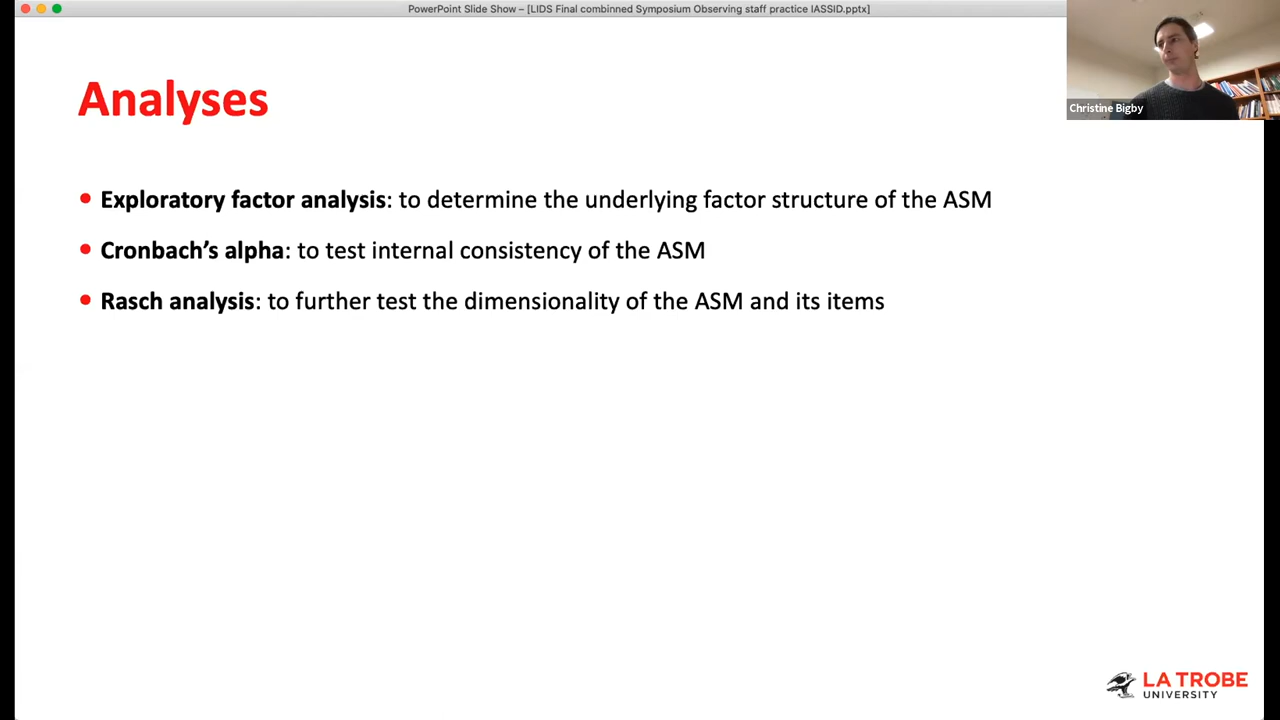 PowerPoint Slide Show – [LIDS Final combinned Symposium Observing staff practice IASSID.pptx]
Christine Bigby
Analyses
• Exploratory factor analysis: to determine the underlying factor structure of the ASM
• Cronbach’s alpha: to test internal consistency of the ASM
• Rasch analysis: to further test the dimensionality of the ASM and its items
LA TROBE
UNIVERSITY